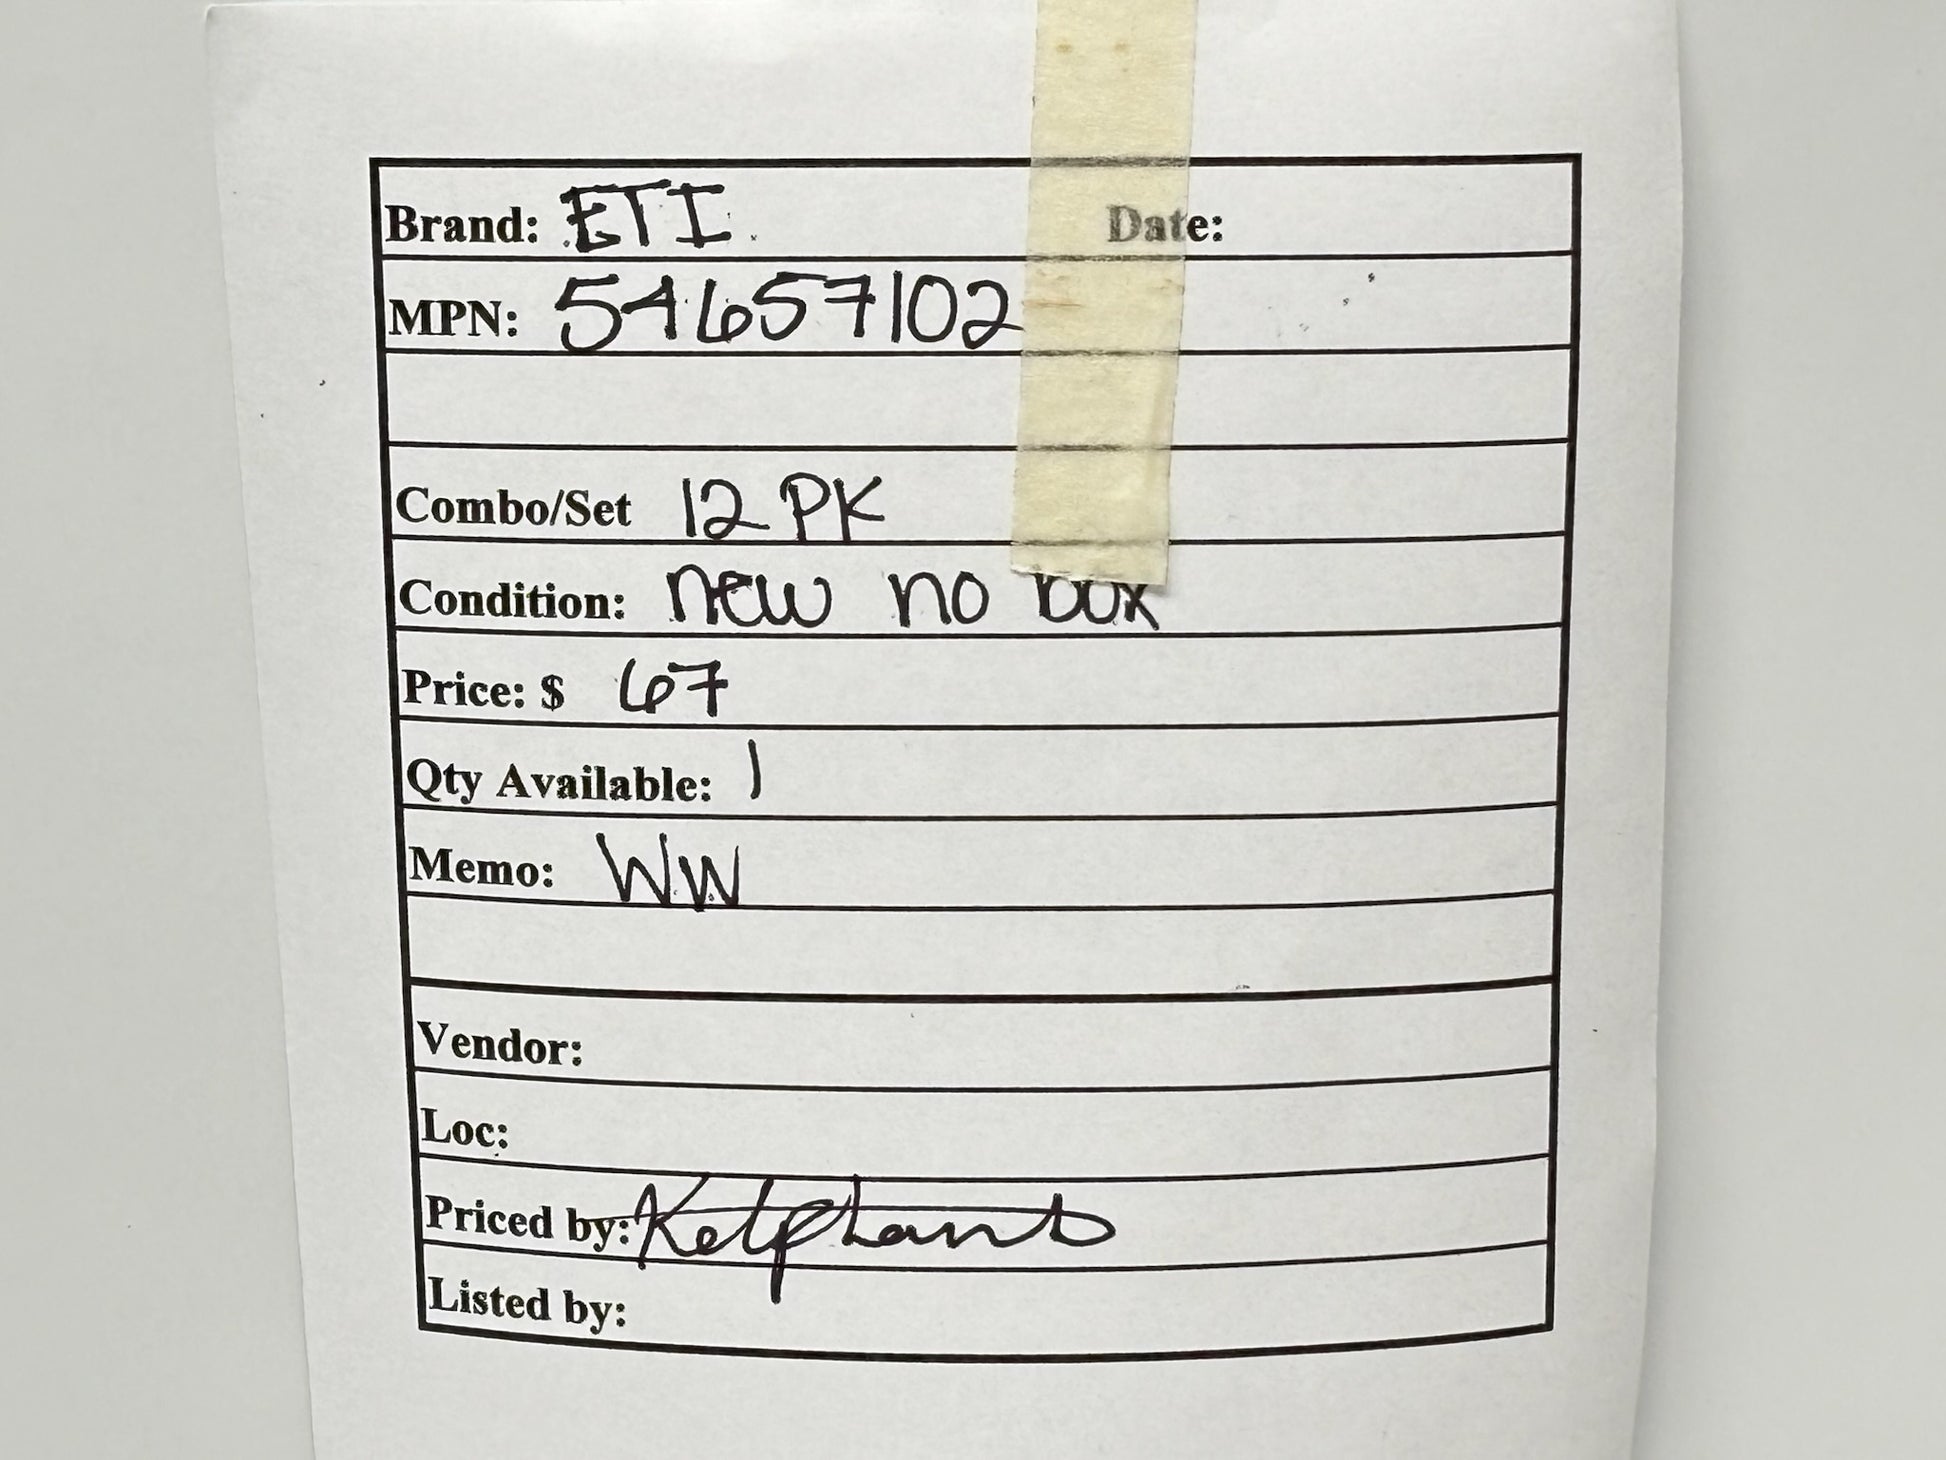 Brand: ETI Date:
MPN: 54657102
Combo/Set 12 PK
Condition: new no box
Price: $ 67
Qty Available: 1
Memo: WW
Vendor:
Loc:
Priced by:
Listed by: